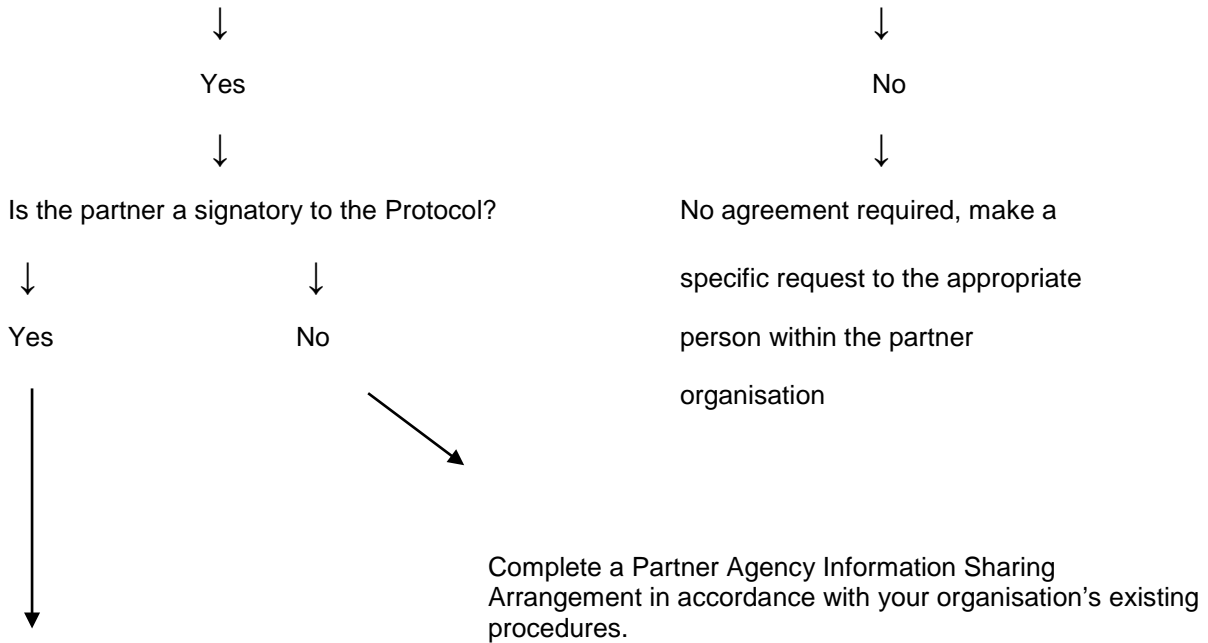 Yes
No
Is the partner a signatory to the Protocol?
Yes
No
No agreement required, make a
specific request to the appropriate
person within the partner
organisation
Complete a Partner Agency Information Sharing
Arrangement in accordance with your organisation’s existing
procedures.